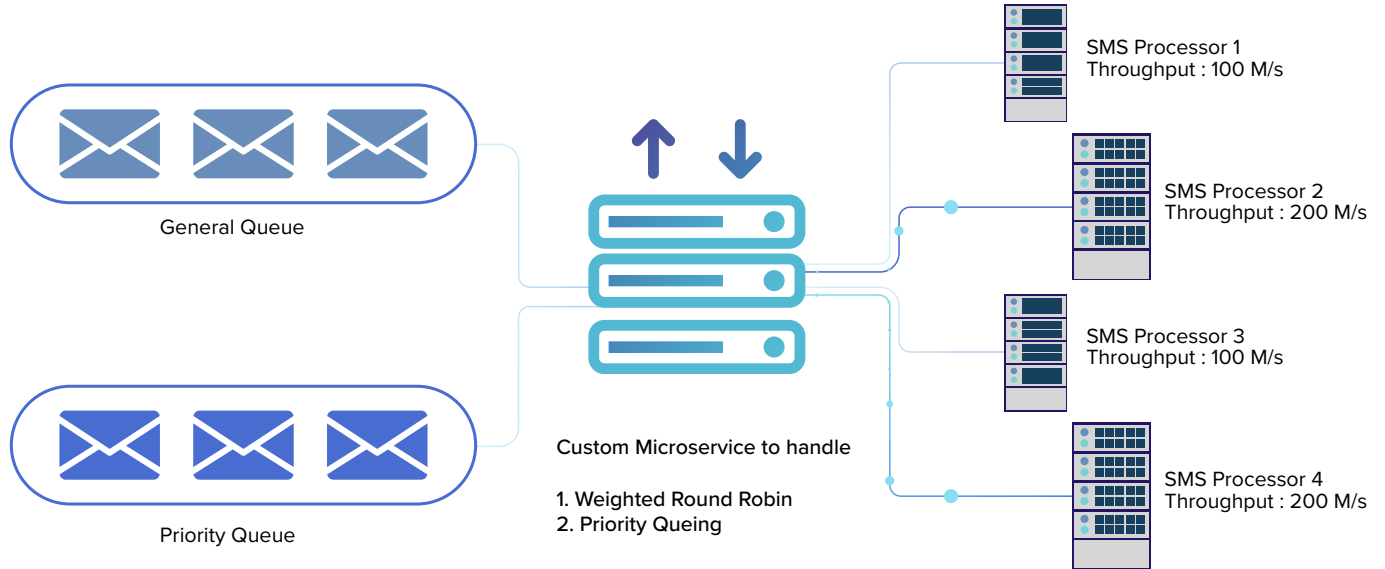 General Queue
Priority Queue
Custom Microservice to handle
1. Weighted Round Robin
2. Priority Queing
SMS Processor 1
Throughput : 100 M/s
SMS Processor 2
Throughput : 200 M/s
SMS Processor 3
Throughput : 100 M/s
SMS Processor 4
Throughput : 200 M/s